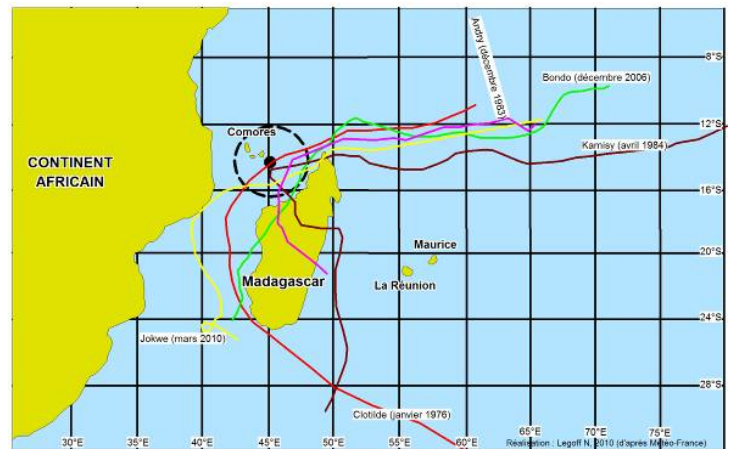 Andry (décembre 1983)
8°S
Bondo (décembre 2006)
12°S
Comores
Kamisy (avril 1984)
CONTINENT
AFRICAIN
16°S
Maurice
20°S
Madagascar
La Réunion
24°S
Jokwe (mars 2010)
28°S
Clotilde (janvier 1976)
30°E 35°E 40°E 45°E 50°E 55°E 60°E 65°E 70°E 75°E
Réalisation : Legoff N, 2010 (d'après Météo-France)